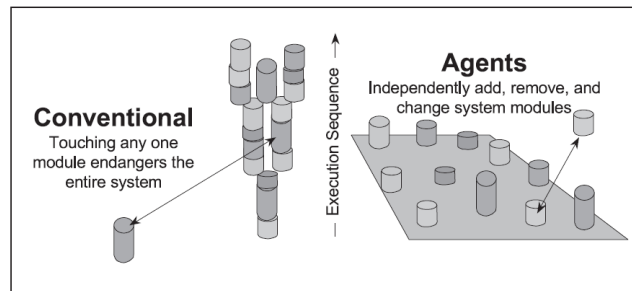 Conventional
Touching any one
module endangers the
entire system
— Execution Sequence →
Agents
Independently add, remove, and
change system modules